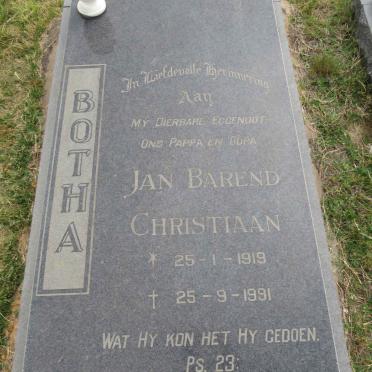 BOTHA
In Liefdevolle Herinnering
Aan
My Dierbare Eggenoot
Ons Pappa en Oupa
Jan Barend
Christiaan
* 25-1-1919
† 25-9-1991
Wat Hy kon het Hy gedoen.
Ps. 23: